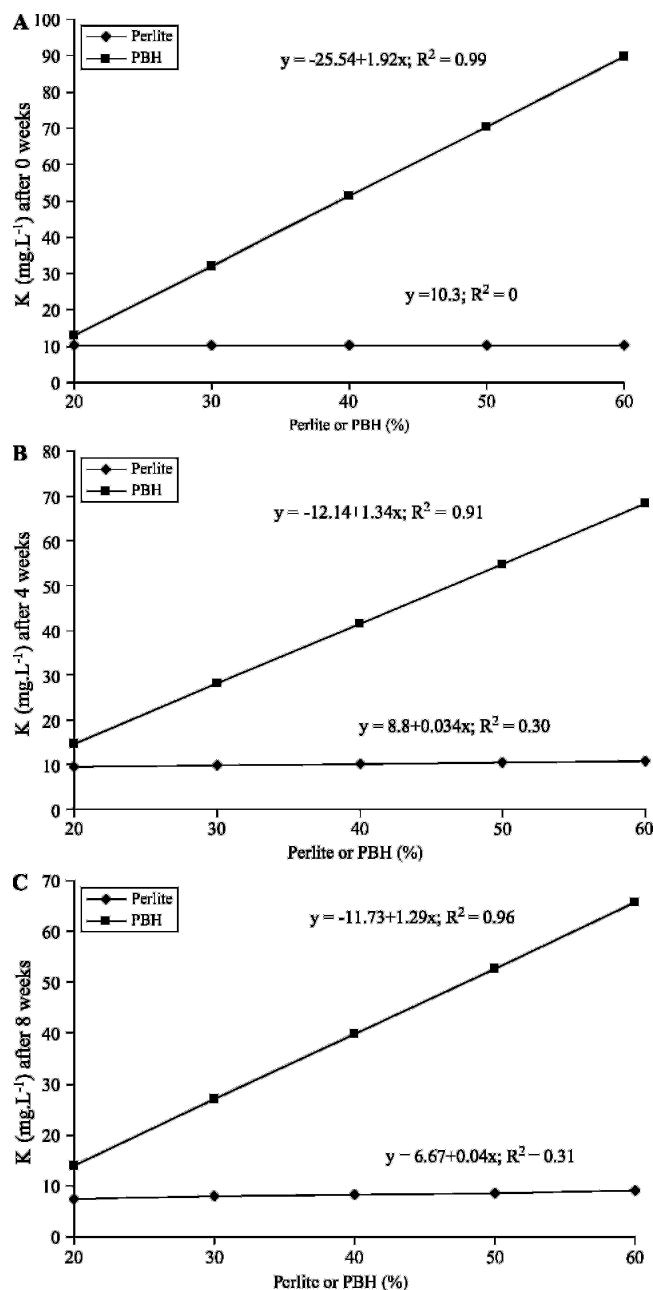 A
Perlite
PBH
y = -25.54+1.92x; R² = 0.99
y =10.3; R² = 0
K (mg.L⁻¹) after 0 weeks
100
90
80
70
60
50
40
30
20
10
0
20 30 40 50 60
Perlite or PBH (%)
B
Perlite
PBH
y = -12.14+1.34x; R² = 0.91
y = 8.8+0.034x; R² = 0.30
K (mg.L⁻¹) after 4 weeks
80
70
60
50
40
30
20
10
0
20 30 40 50 60
Perlite or PBH (%)
C
Perlite
PBH
y = -11.73+1.29x; R² = 0.96
y = 6.67+0.04x; R² = 0.31
K (mg.L⁻¹) after 8 weeks
70
60
50
40
30
20
10
0
20 30 40 50 60
Perlite or PBH (%)